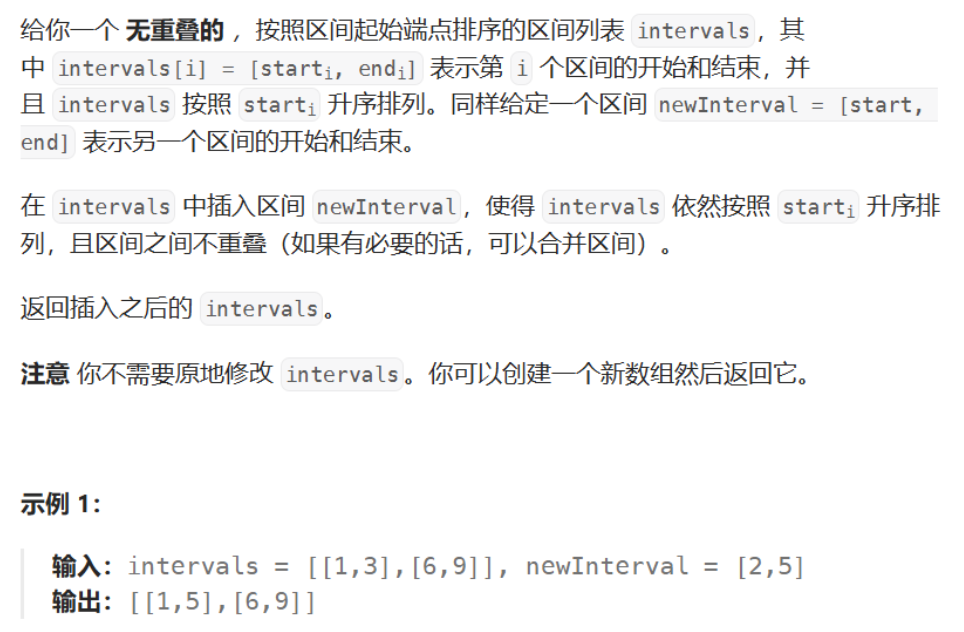 给你一个 无重叠的 ，按照区间起始端点排序的区间列表 intervals，其
中 intervals[i] = [starti, endi] 表示第 i 个区间的开始和结束，并
且 intervals 按照 starti 升序排列。同样给定一个区间 newInterval = [start,
end] 表示另一个区间的开始和结束。
在 intervals 中插入区间 newInterval，使得 intervals 依然按照 starti 升序排
列，且区间之间不重叠（如果有必要的话，可以合并区间）。
返回插入之后的 intervals。
注意 你不需要原地修改 intervals。你可以创建一个新数组然后返回它。
示例 1：
输入：intervals = [[1,3],[6,9]], newInterval = [2,5]
输出：[[1,5],[6,9]]